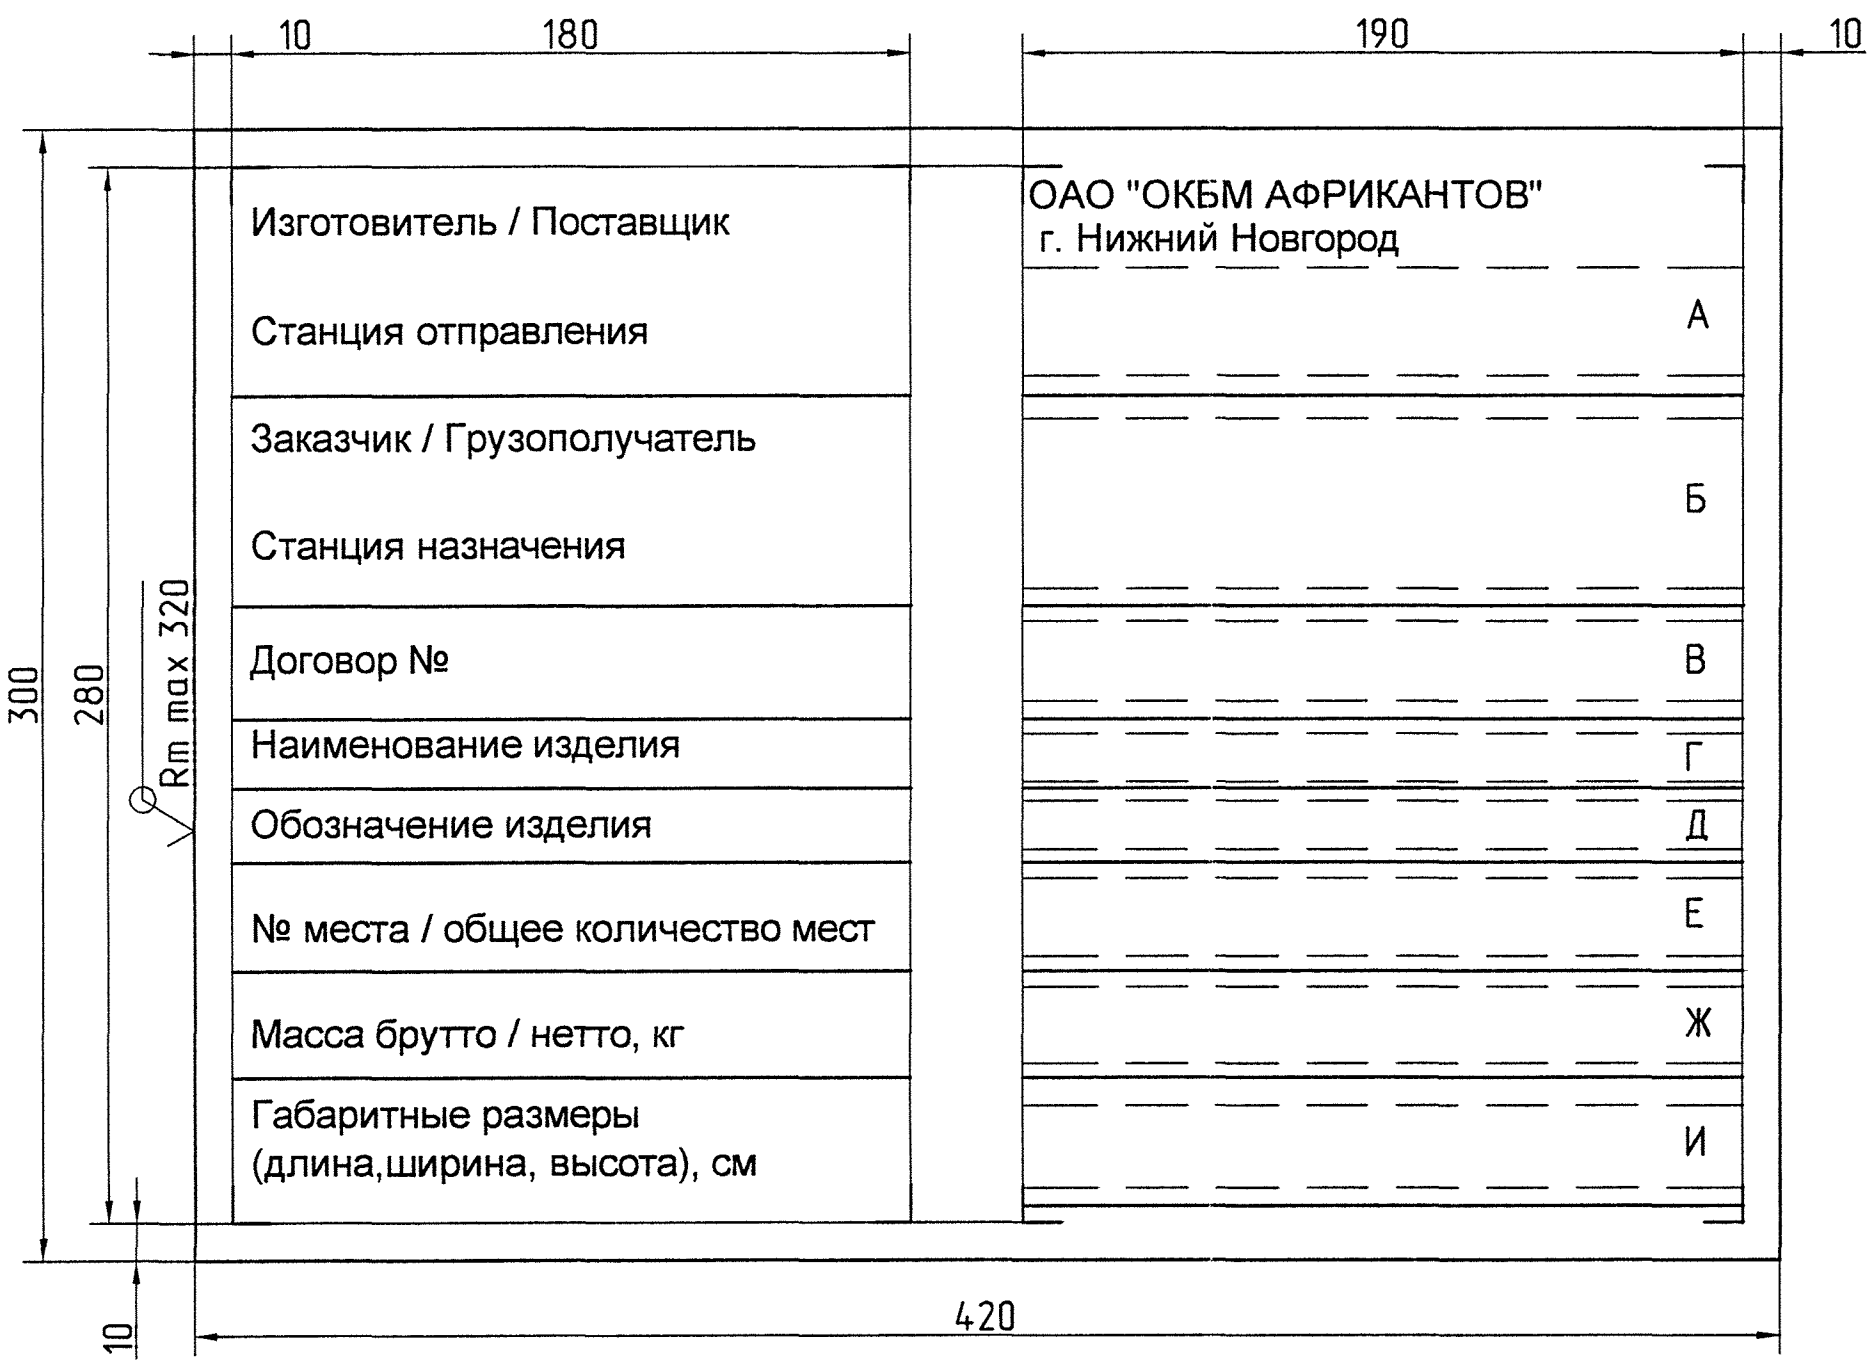 10 180 190 10
ОАО "ОКБМ АФРИКАНТОВ"
Изготовитель / Поставщик
г. Нижний Новгород
Станция отправления
А
Заказчик / Грузополучатель
Б
Станция назначения
Rm max 320
300
280
Договор №
В
Наименование изделия
Г
Обозначение изделия
Д
№ места / общее количество мест
Е
Масса брутто / нетто, кг
Ж
Габаритные размеры
(длина,ширина, высота), см
И
420
10